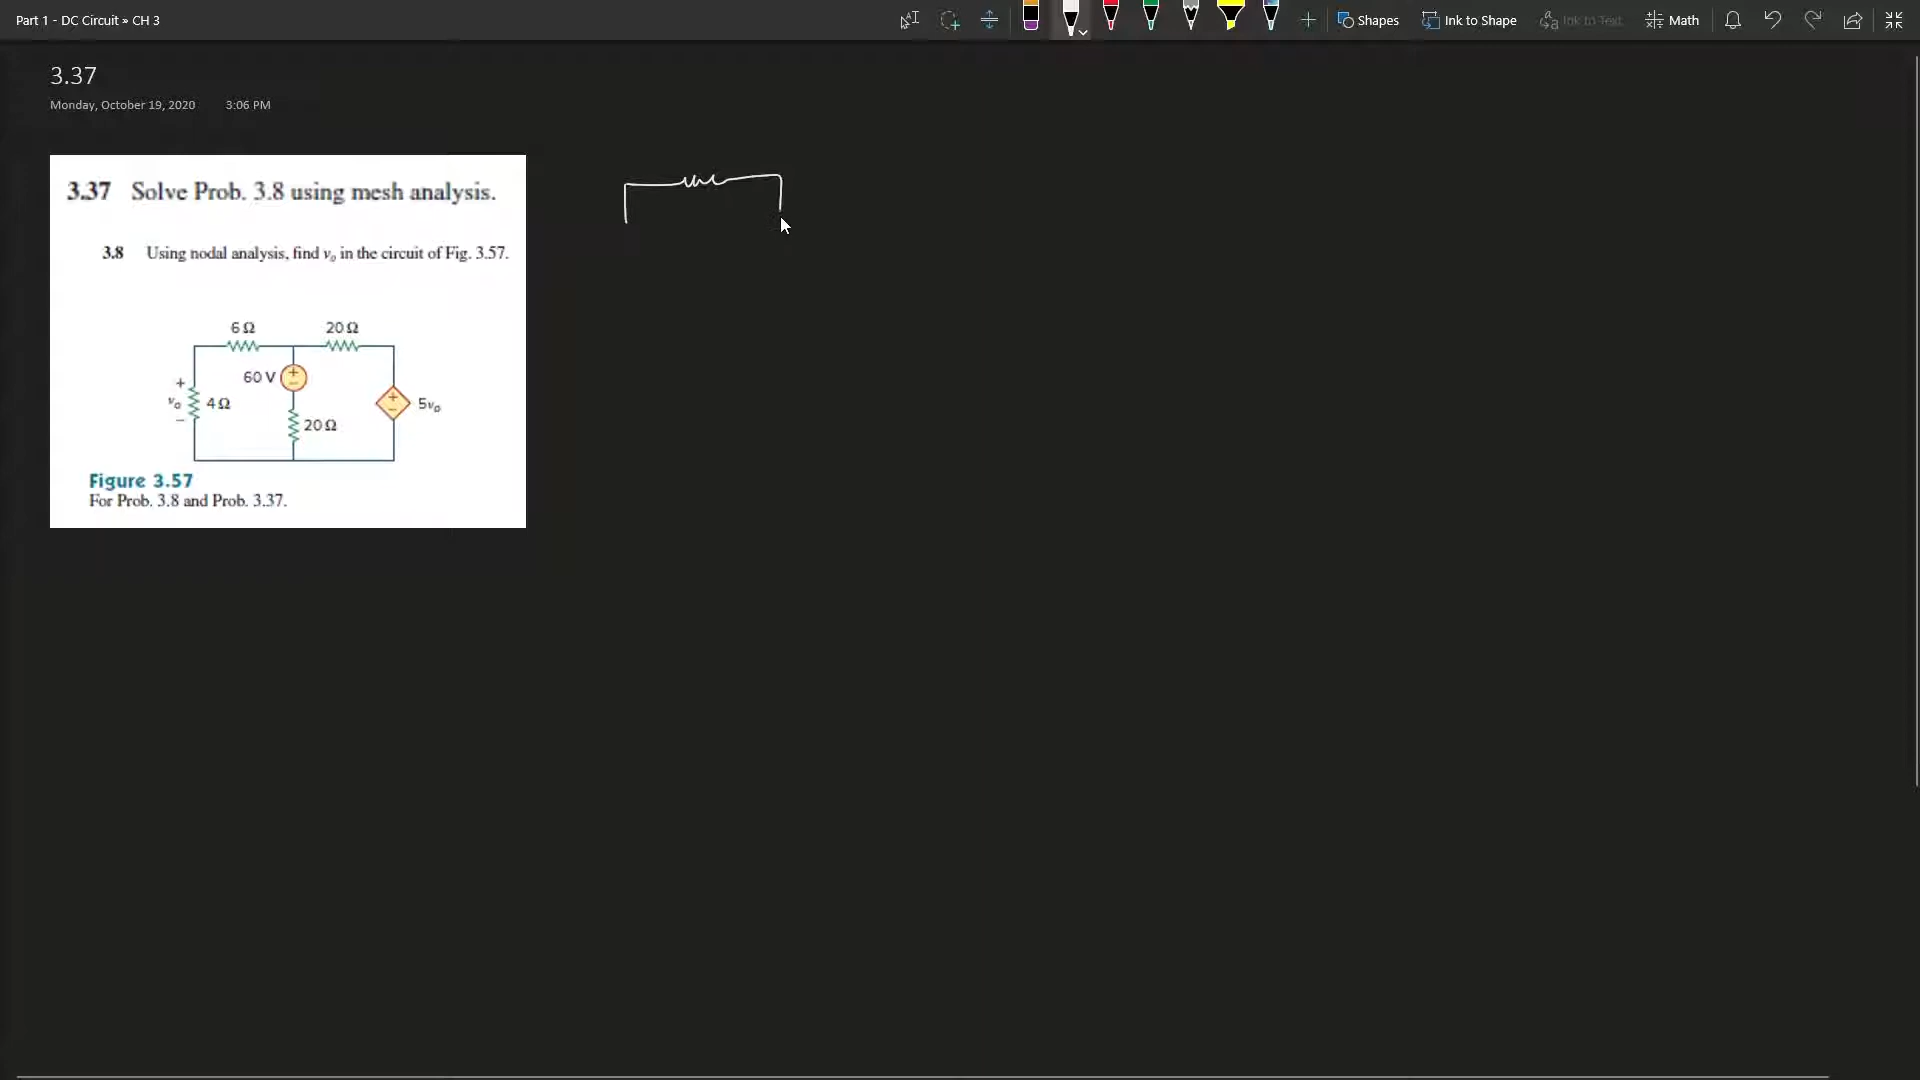 Part 1 - DC Circuit » CH 3
Shapes
Ink to Shape
Ink to Text
Math
3.37
Monday, October 19, 2020 3:06 PM
3.37 Solve Prob. 3.8 using mesh analysis.
3.8 Using nodal analysis, find vₒ in the circuit of Fig. 3.57.
6 Ω 20 Ω
+
60 V + −
vₒ 4 Ω + − 5vₒ
−
20 Ω
Figure 3.57
For Prob. 3.8 and Prob. 3.37.